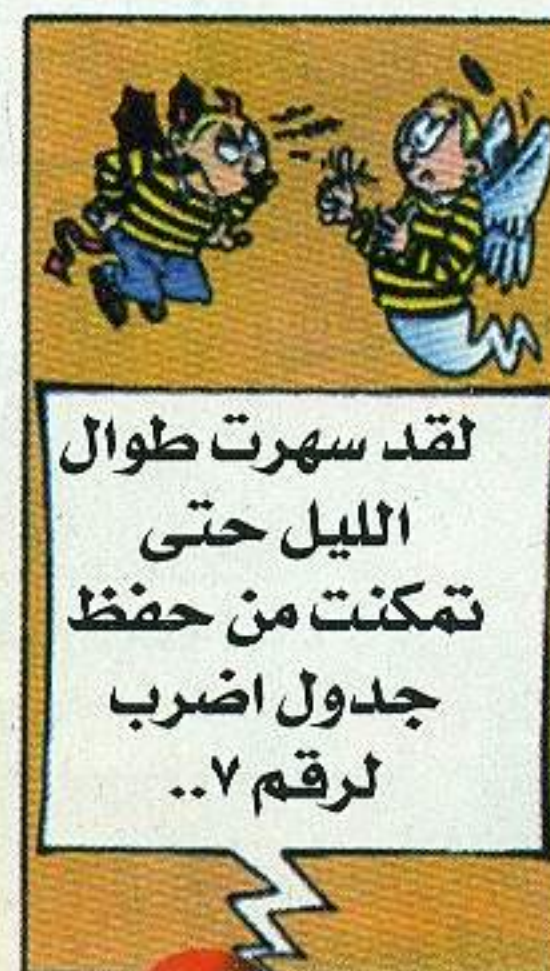 لقد سهرت طوال
الليل حتى
تمكنت من حفظ
جدول اضرب
لرقم ٧..